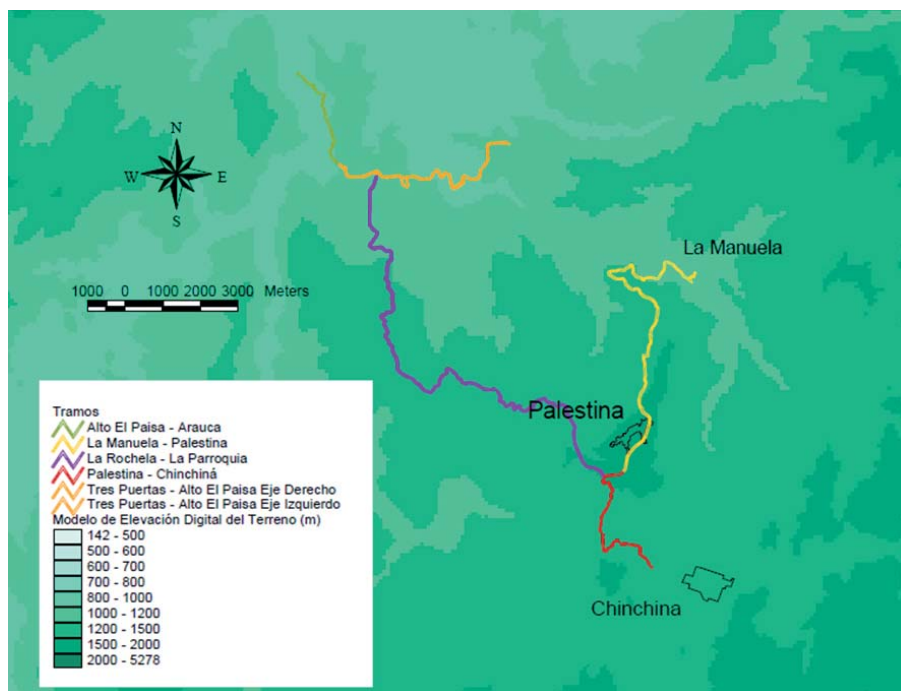 N
W E
S
La Manuela
1000 0 1000 2000 3000 Meters
Palestina
Chinchina
Tramos
Alto El Paisa - Arauca
La Manuela - Palestina
La Rochela - La Parroquia
Palestina - Chinchiná
Tres Puertas - Alto El Paisa Eje Derecho
Tres Puertas - Alto El Paisa Eje Izquierdo
Modelo de Elevación Digital del Terreno (m)
142 - 500
500 - 600
600 - 700
700 - 800
800 - 1000
1000 - 1200
1200 - 1500
1500 - 2000
2000 - 5278